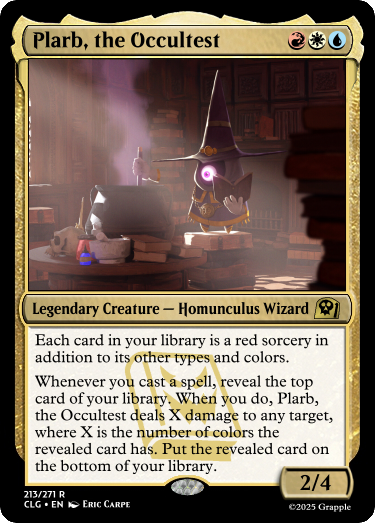 Plarb, the Occultest
Legendary Creature — Homunculus Wizard
Each card in your library is a red sorcery in
addition to its other types and colors.
Whenever you cast a spell, reveal the top
card of your library. When you do, Plarb,
the Occultest deals X damage to any target,
where X is the number of colors the
revealed card has. Put the revealed card on
the bottom of your library.
2/4
213/271 R
CLG • EN Eric Carpe
©2025 Grapple